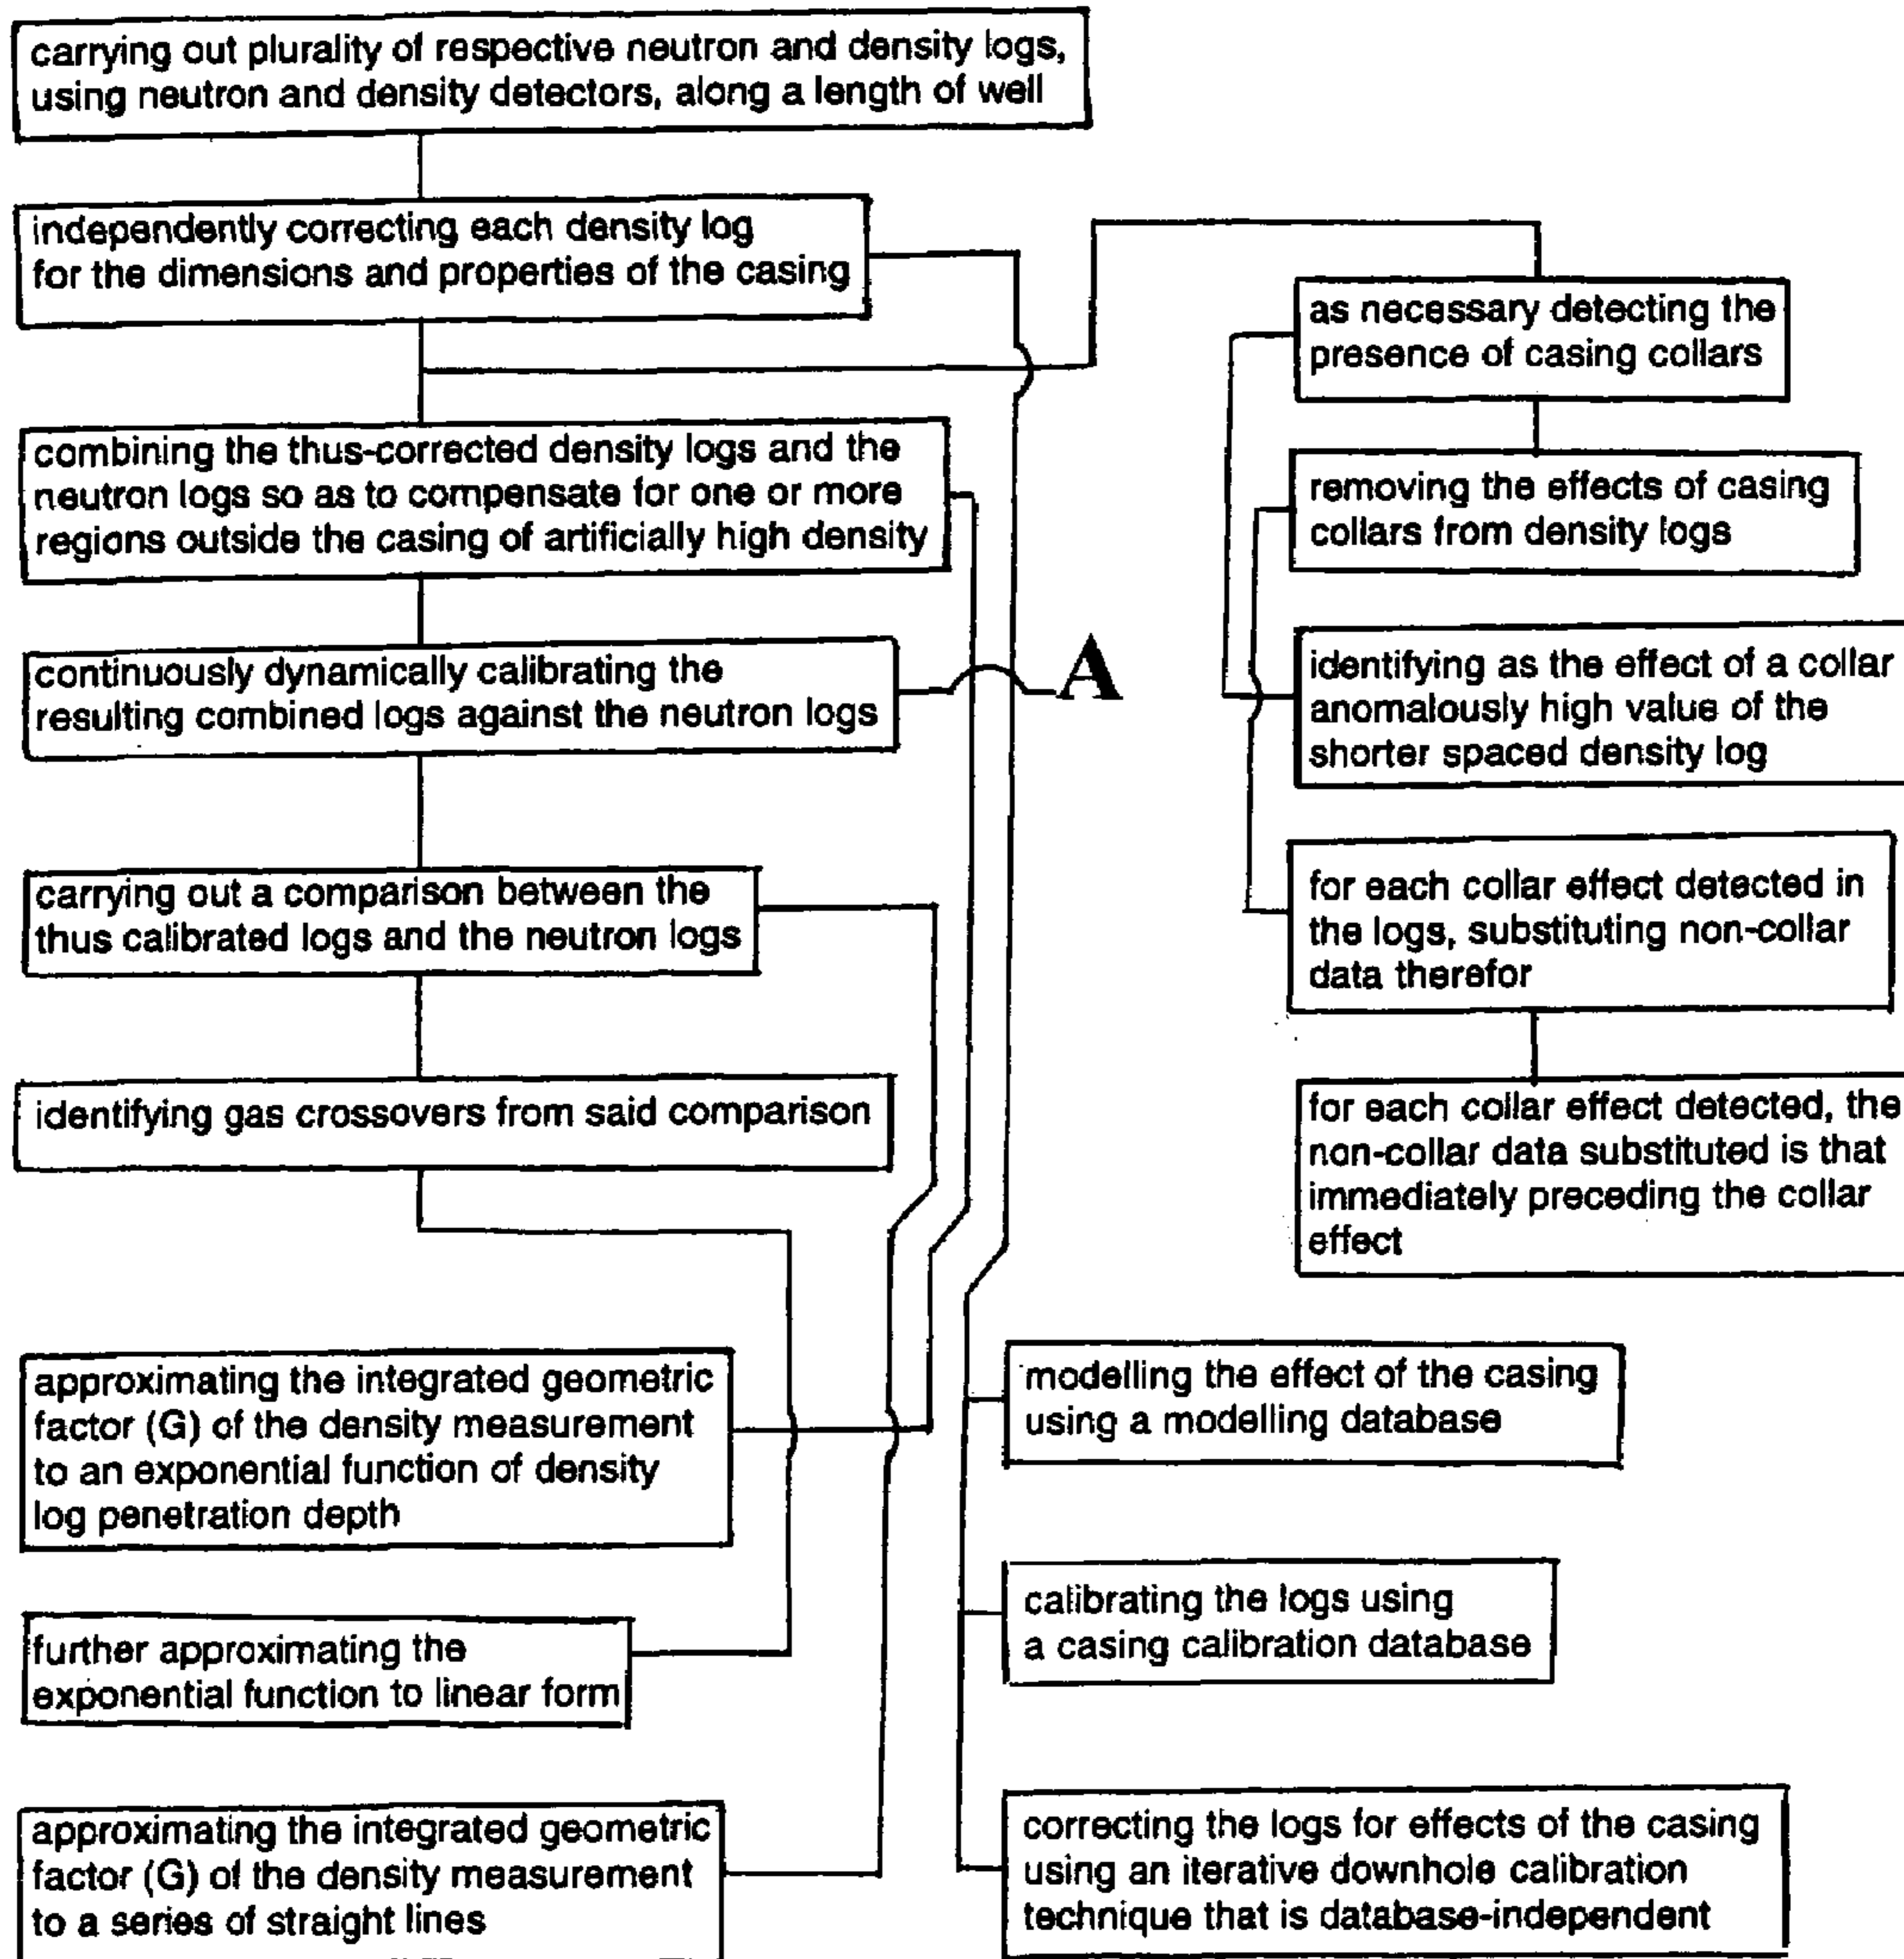 carrying out plurality of respective neutron and density logs,
using neutron and density detectors, along a length of well
independently correcting each density log
for the dimensions and properties of the casing
combining the thus-corrected density logs and the
neutron logs so as to compensate for one or more
regions outside the casing of artificially high density
continuously dynamically calibrating the
resulting combined logs against the neutron logs
A
carrying out a comparison between the
thus calibrated logs and the neutron logs
identifying gas crossovers from said comparison
approximating the integrated geometric
factor (G) of the density measurement
to an exponential function of density
log penetration depth
further approximating the
exponential function to linear form
approximating the integrated geometric
factor (G) of the density measurement
to a series of straight lines
as necessary detecting the
presence of casing collars
removing the effects of casing
collars from density logs
identifying as the effect of a collar
anomalously high value of the
shorter spaced density log
for each collar effect detected in
the logs, substituting non-collar
data therefor
for each collar effect detected, the
non-collar data substituted is that
immediately preceding the collar
effect
modelling the effect of the casing
using a modelling database
calibrating the logs using
a casing calibration database
correcting the logs for effects of the casing
using an iterative downhole calibration
technique that is database-independent